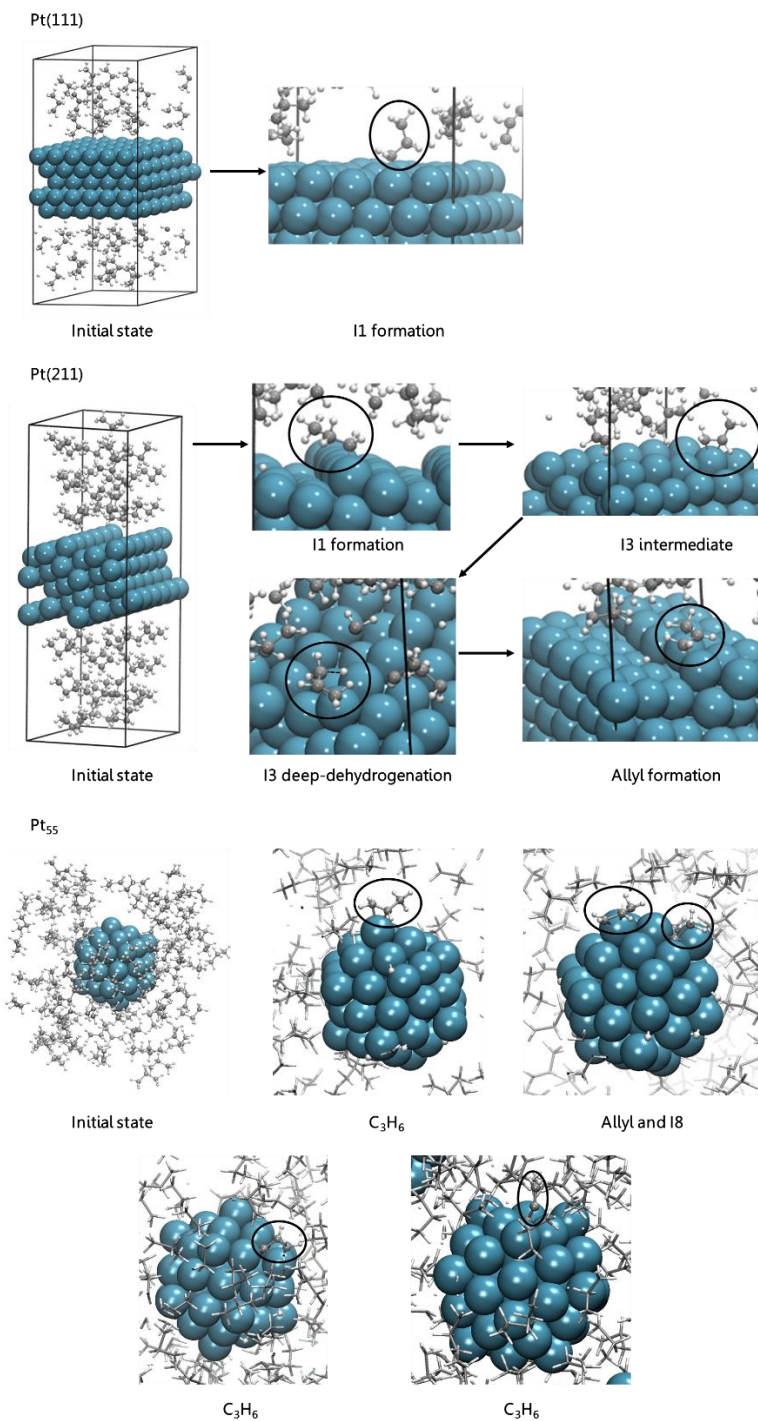 Pt(111)
Initial state
I1 formation
Pt(211)
I1 formation
I3 intermediate
Initial state
I3 deep-dehydrogenation
Allyl formation
Pt₅₅
Initial state
C₃H₆
Allyl and I8
C₃H₆
C₃H₆